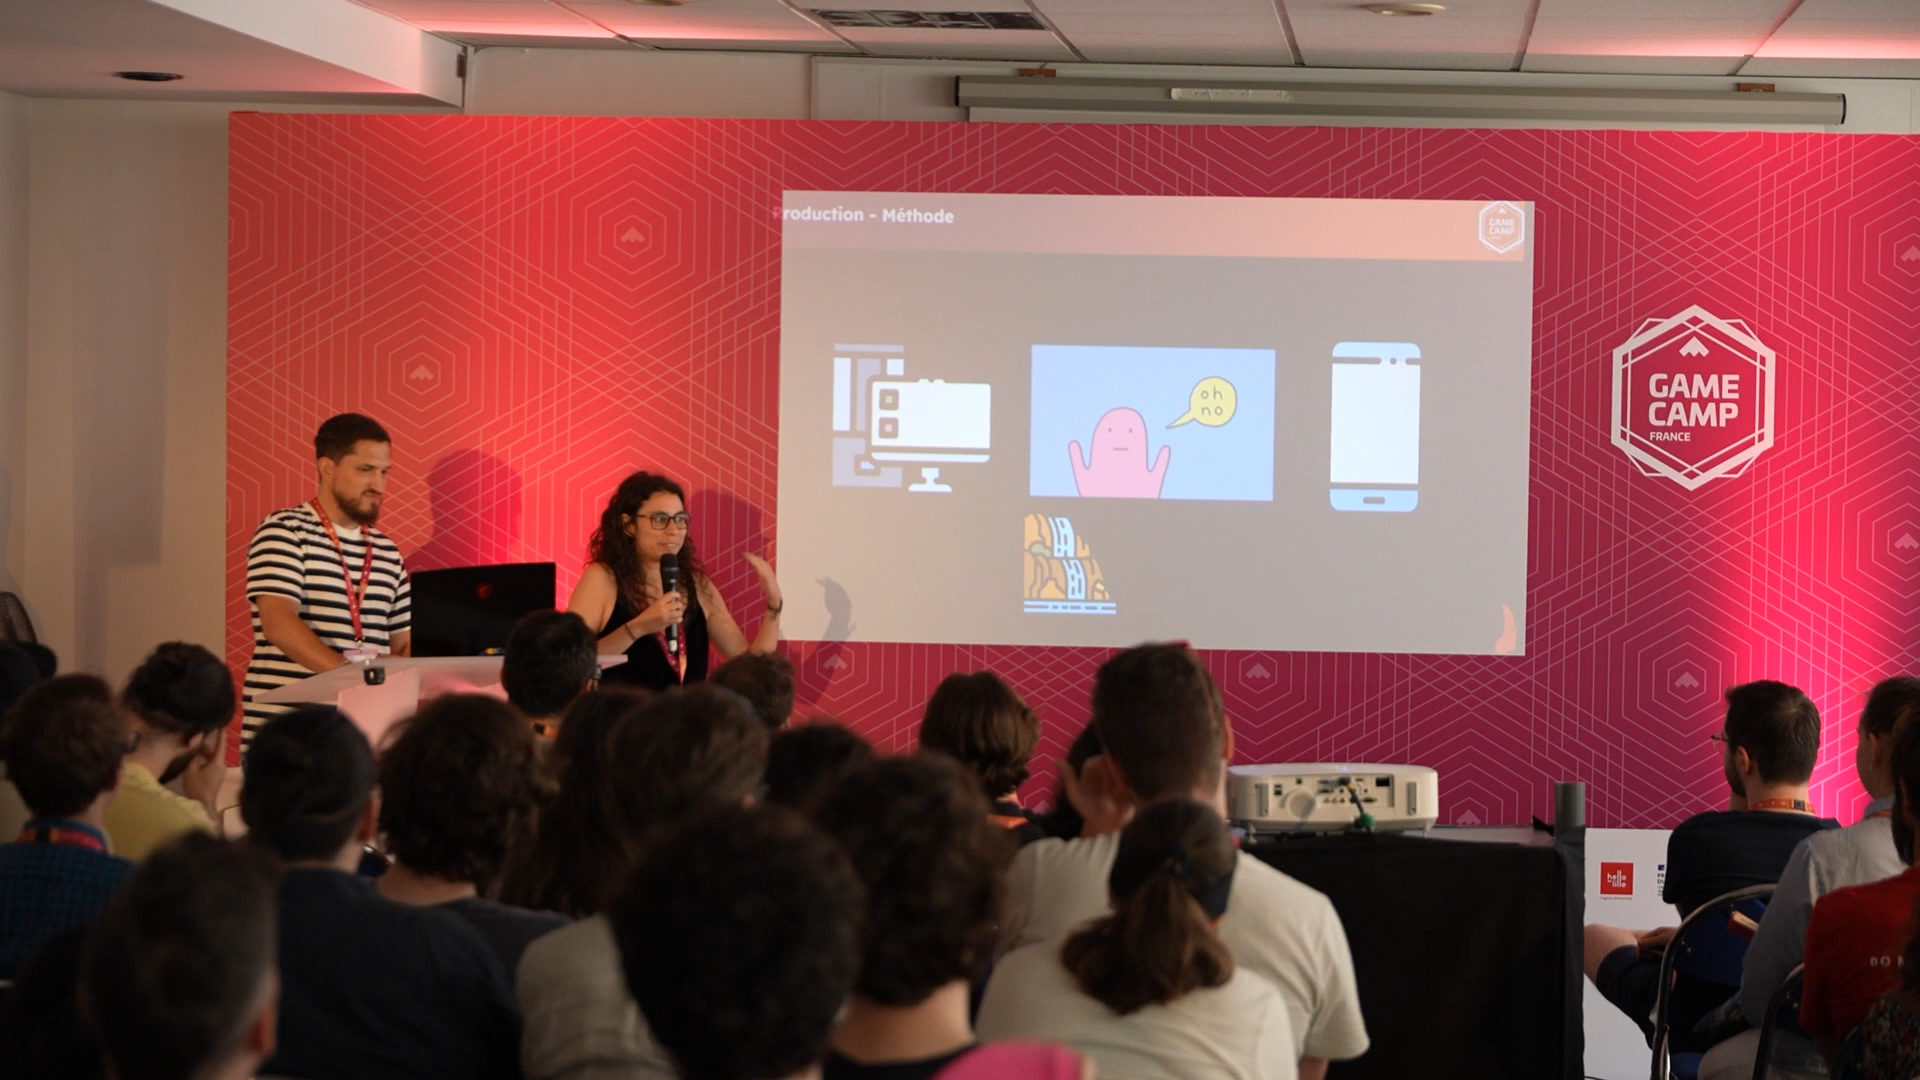 Production - Méthode
GAME
CAMP
oh
no
GAME
CAMP
FRANCE
hello
lille